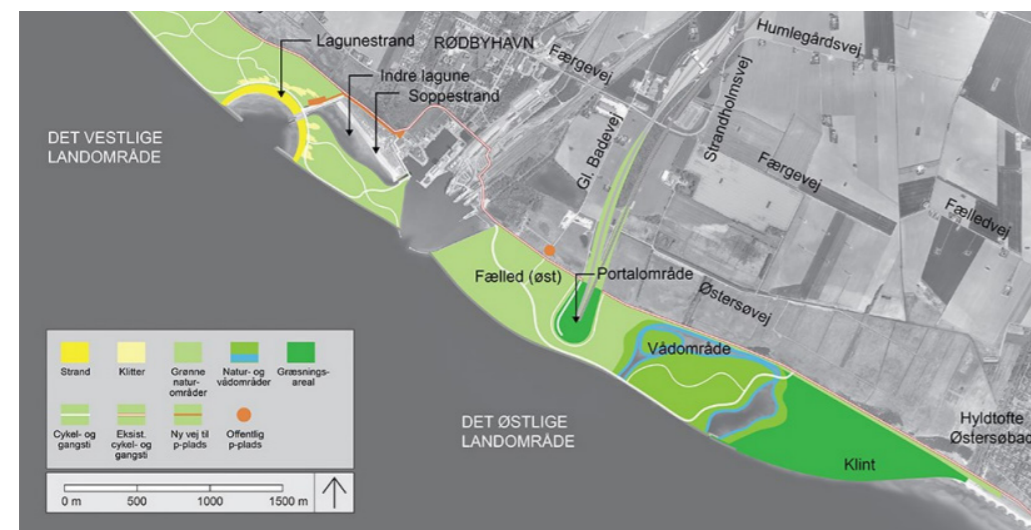 Lagunestrand
RØDBYHAVN
Indre lagune
Soppestrand
Færgevej
Humlegårdsvej
DET VESTLIGE
LANDOMRÅDE
Gl. Badevej
Strandholmsvej
Færgevej
Fælledvej
Fælled (øst)
Portalområde
Østersøvej
Vådområde
DET ØSTLIGE
LANDOMRÅDE
Hyldtofte
Østersøbad
Klint
Strand
Klitter
Grønne
natur-
områder
Natur- og
vådområder
Græsnings-
areal
Cykel- og
gangsti
Eksist.
cykel- og
gangsti
Ny vej til
p-plads
Offentlig
p-plads
0 m 500 1000 1500 m